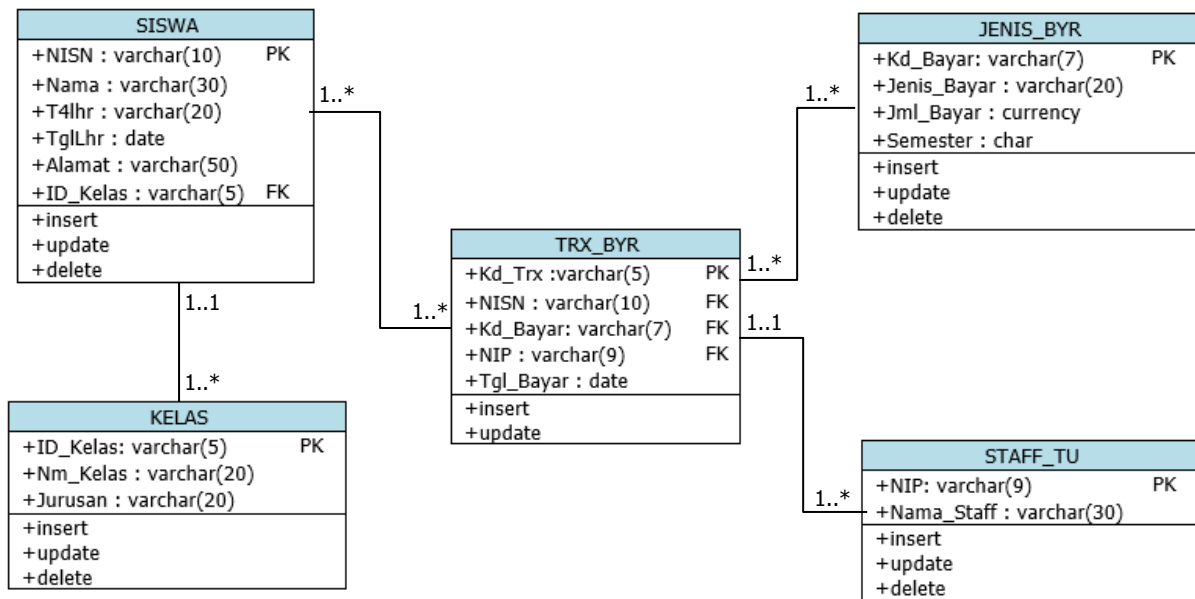 SISWA
+NISN : varchar(10) PK
+Nama : varchar(30)
+T4lhr : varchar(20)
+TglLhr : date
+Alamat : varchar(50)
+ID_Kelas : varchar(5) FK
+insert
+update
+delete
1..*
1..1
1..*
1..*
KELAS
+ID_Kelas: varchar(5) PK
+Nm_Kelas : varchar(20)
+Jurusan : varchar(20)
+insert
+update
+delete
TRX_BYR
+Kd_Trx :varchar(5) PK
+NISN : varchar(10) FK
+Kd_Bayar: varchar(7) FK
+NIP : varchar(9) FK
+Tgl_Bayar : date
+insert
+update
1..*
1..*
1..1
1..*
JENIS_BYR
+Kd_Bayar: varchar(7) PK
+Jenis_Bayar : varchar(20)
+Jml_Bayar : currency
+Semester : char
+insert
+update
+delete
STAFF_TU
+NIP: varchar(9) PK
+Nama_Staff : varchar(30)
+insert
+update
+delete